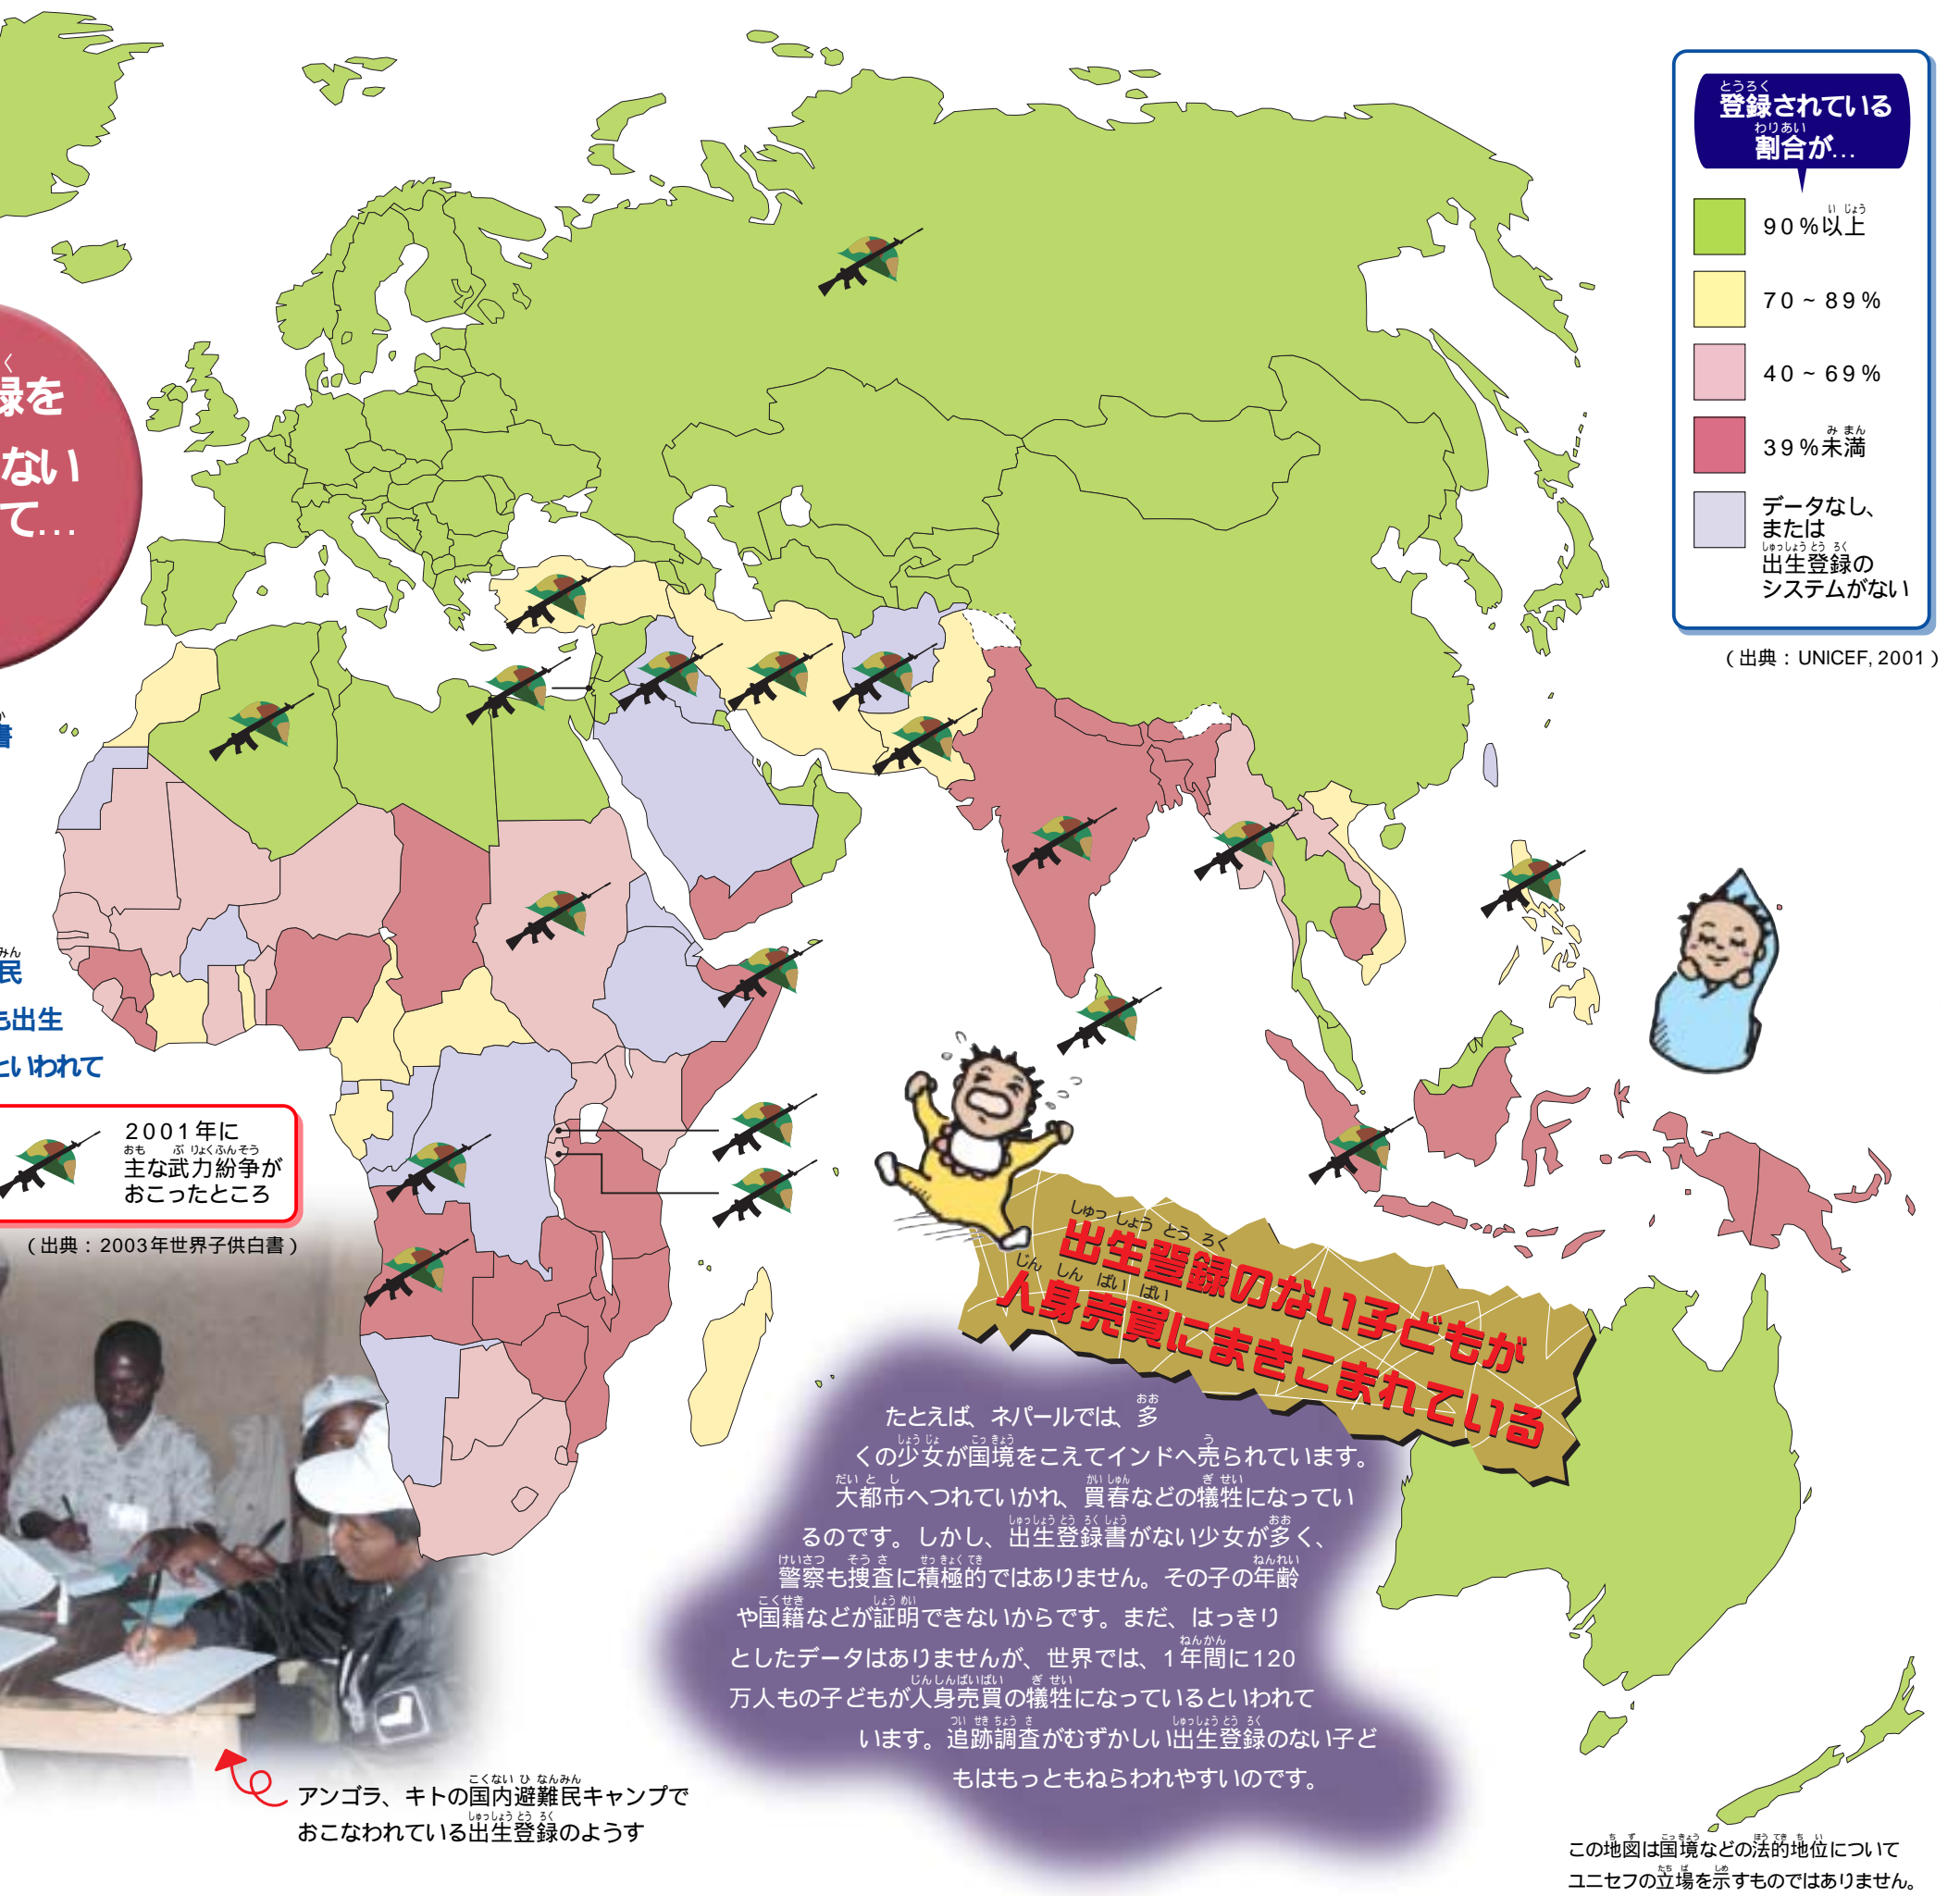 登録されている
割合が…
90%以上
70~89%
40~69%
39%未満
データなし、
または
出生登録の
システムがない
(出典:UNICEF, 2001)
録を
ない
て…
書
民
も出生
といわれて
2001年に
主な武力紛争が
おこったところ
(出典:2003年世界子供白書)
出生登録のない子どもが
人身売買にまきこまれている
たとえば、ネパールでは、多
くの少女が国境をこえてインドへ売られています。
大都市へつれていかれ、買春などの犠牲になってい
るのです。しかし、出生登録書がない少女が多く、
警察も捜査に積極的ではありません。その子の年齢
や国籍などが証明できないからです。まだ、はっきり
としたデータはありませんが、世界では、1年間に120
万人もの子どもが人身売買の犠牲になっているといわれて
います。追跡調査がむずかしい出生登録のない子ど
もはもっともねらわれやすいのです。
アンゴラ、キトの国内避難民キャンプで
おこなわれている出生登録のようす
この地図は国境などの法的地位について
ユニセフの立場を示すものではありません。